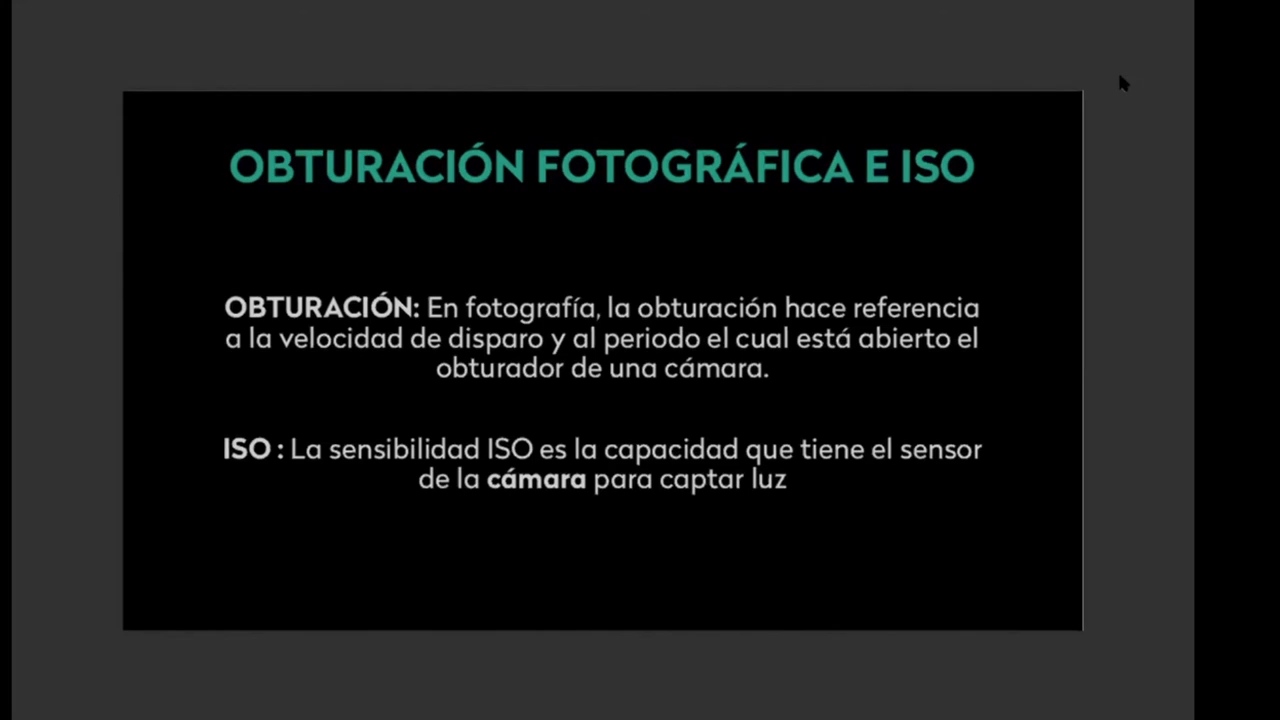 OBTURACIÓN FOTOGRÁFICA E ISO
OBTURACIÓN: En fotografía, la obturación hace referencia
a la velocidad de disparo y al periodo el cual está abierto el
obturador de una cámara.
ISO : La sensibilidad ISO es la capacidad que tiene el sensor
de la cámara para captar luz